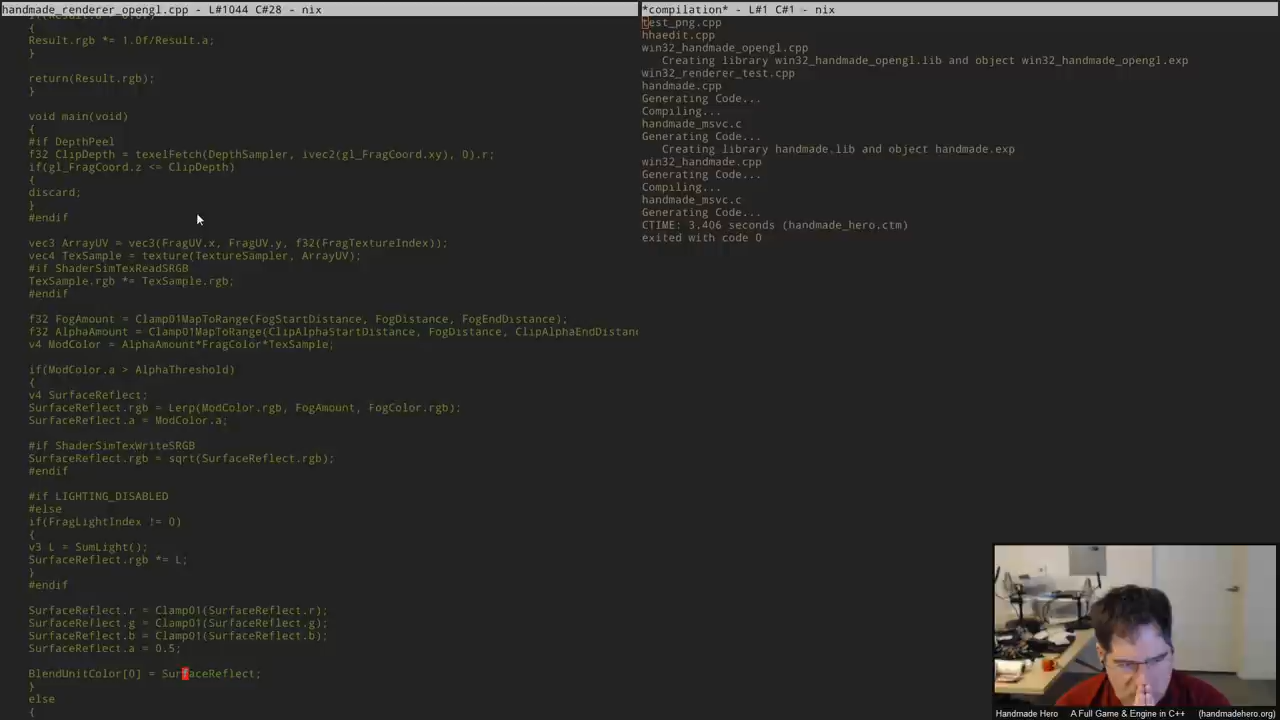 handmade_renderer_opengl.cpp - L#1044 C#28 - nix
{
Result.rgb *= 1.0f/Result.a;
}
return(Result.rgb);
}
void main(void)
{
#if DepthPeel
f32 ClipDepth = texelFetch(DepthSampler, ivec2(gl_FragCoord.xy), 0).r;
if(gl_FragCoord.z <= ClipDepth)
{
discard;
}
#endif
vec3 ArrayUV = vec3(FragUV.x, FragUV.y, f32(FragTextureIndex));
vec4 TexSample = texture(TextureSampler, ArrayUV);
#if ShaderSimTexReadSRGB
TexSample.rgb *= TexSample.rgb;
#endif
f32 FogAmount = Clamp01MapToRange(FogStartDistance, FogDistance, FogEndDistance);
f32 AlphaAmount = Clamp01MapToRange(ClipAlphaStartDistance, FogDistance, ClipAlphaEndDistanc
v4 ModColor = AlphaAmount*FragColor*TexSample;
if(ModColor.a > AlphaThreshold)
{
v4 SurfaceReflect;
SurfaceReflect.rgb = Lerp(ModColor.rgb, FogAmount, FogColor.rgb);
SurfaceReflect.a = ModColor.a;
#if ShaderSimTexWriteSRGB
SurfaceReflect.rgb = sqrt(SurfaceReflect.rgb);
#endif
#if LIGHTING_DISABLED
#else
if(FragLightIndex != 0)
{
v3 L = SumLight();
SurfaceReflect.rgb *= L;
}
#endif
SurfaceReflect.r = Clamp01(SurfaceReflect.r);
SurfaceReflect.g = Clamp01(SurfaceReflect.g);
SurfaceReflect.b = Clamp01(SurfaceReflect.b);
SurfaceReflect.a = 0.5;
BlendUnitColor[0] = SurfaceReflect;
}
else
{
*compilation* - L#1 C#1 - nix
test_png.cpp
hhaedit.cpp
win32_handmade_opengl.cpp
Creating library win32_handmade_opengl.lib and object win32_handmade_opengl.exp
win32_renderer_test.cpp
handmade.cpp
Generating Code...
Compiling...
handmade_msvc.c
Generating Code...
Creating library handmade.lib and object handmade.exp
win32_handmade.cpp
Generating Code...
Compiling...
handmade_msvc.c
Generating Code...
CTIME: 3.406 seconds (handmade_hero.ctm)
exited with code 0
Handmade Hero A Full Game & Engine in C++ (handmadehero.org)